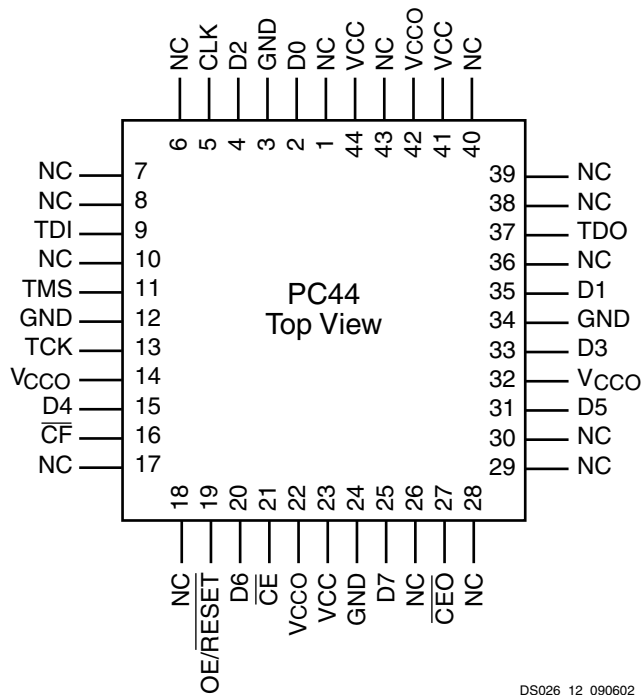 NC CLK D2 GND D0 NC VCC NC VCCO VCC NC
6 5 4 3 2 1 44 43 42 41 40
NC 7 39 NC
NC 8 38 NC
TDI 9 37 TDO
NC 10 36 NC
TMS 11 35 D1
GND 12 34 GND
TCK 13 33 D3
VCCO 14 32 VCCO
D4 15 31 D5
CF 16 30 NC
NC 17 29 NC
PC44
Top View
18 19 20 21 22 23 24 25 26 27 28
NC OE/RESET D6 CE VCCO VCC GND D7 NC CEO NC
DS026_12_090602